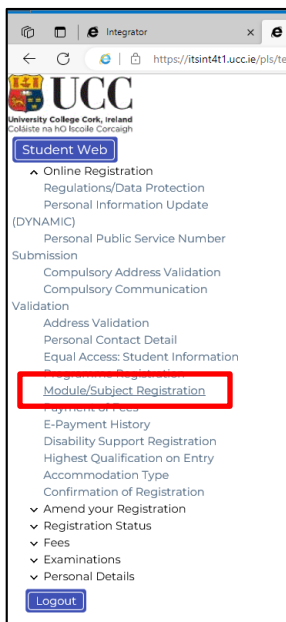 Integrator
https://itsint4t1.ucc.ie/pls/te
UCC
University College Cork, Ireland
Coláiste na hO lscoile Corcaigh
Student Web
Online Registration
Regulations/Data Protection
Personal Information Update
(DYNAMIC)
Personal Public Service Number
Submission
Compulsory Address Validation
Compulsory Communication
Validation
Address Validation
Personal Contact Detail
Equal Access: Student Information
Programme Registration
Module/Subject Registration
Payment of Fees
E-Payment History
Disability Support Registration
Highest Qualification on Entry
Accommodation Type
Confirmation of Registration
Amend your Registration
Registration Status
Fees
Examinations
Personal Details
Logout